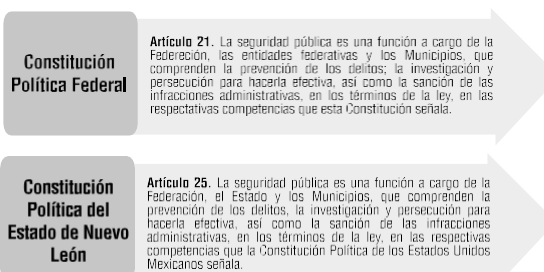 Constitución
Política Federal
Artículo 21. La seguridad pública es una función a cargo de la
Federeción, las entidades federativas y los Municipios, que
comprenden la prevención de los delitos; la investigación y
persecución para hacerla efectiva, así como la sanción de las
infracciones administrativas, en los términos de la ley, en las
respectativas competencias que esta Constitución señala.
Constitución
Política del
Estado de Nuevo
León
Artículo 25. La seguridad pública es una función a cargo de la
Federación, el Estado y los Municipios, que comprenden la
prevención de los delitos, la investigación y persecución para
hacerla efectiva, así como la sanción de las infracciones
administrativas, en los términos de la ley, en las respectivas
competencias que la Constitución Política de los Estados Unidos
Mexicanos señala.